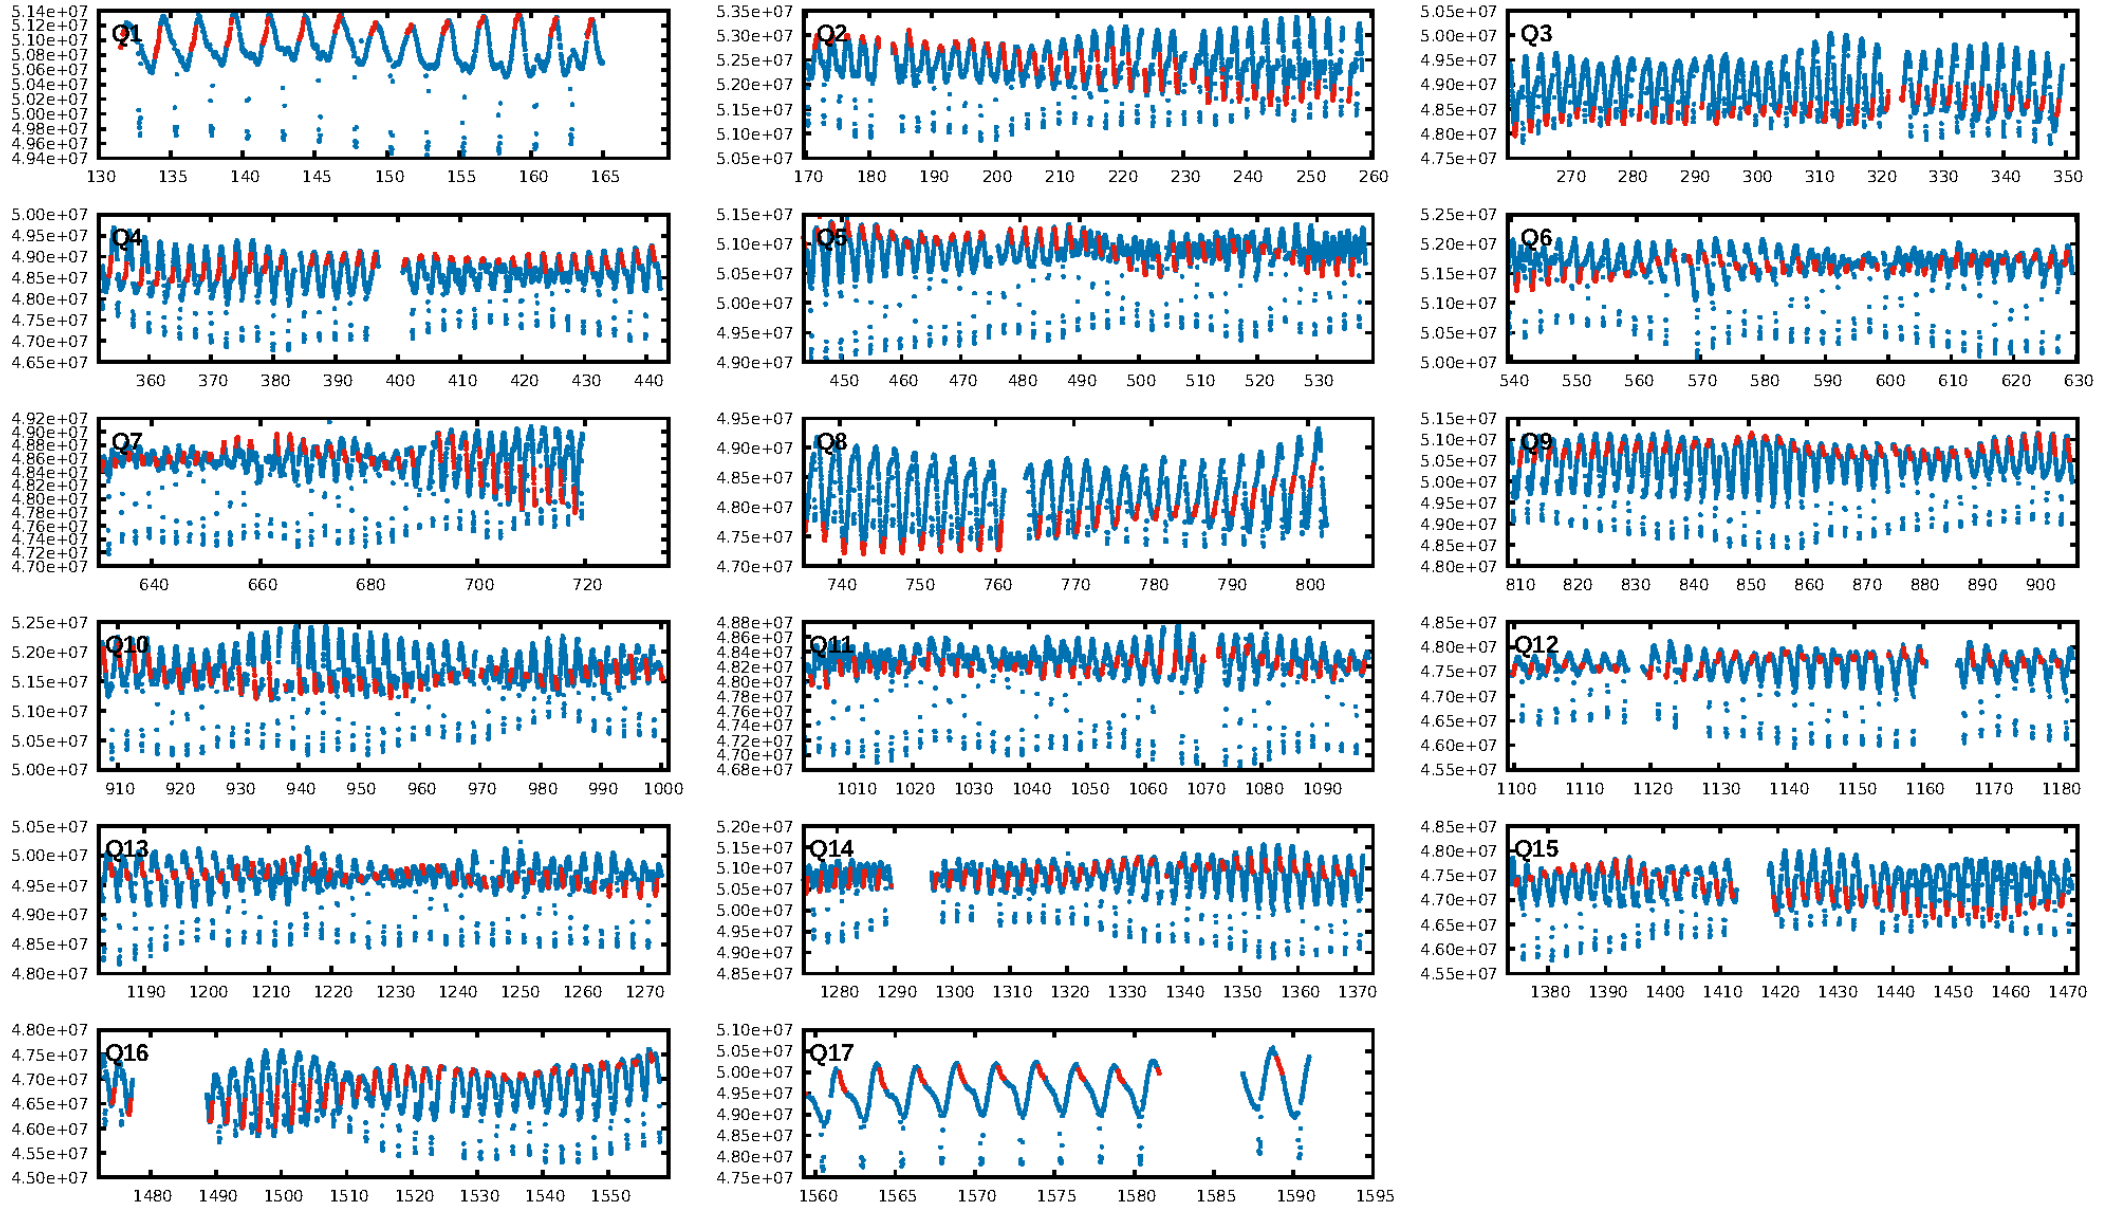 5.14e+07
5.12e+07
5.10e+07
5.08e+07
5.06e+07
5.04e+07
5.02e+07
5.00e+07
4.98e+07
4.96e+07
4.94e+07
Q1
130 135 140 145 150 155 160 165
5.35e+07
5.30e+07
5.25e+07
5.20e+07
5.15e+07
5.10e+07
5.05e+07
Q2
170 180 190 200 210 220 230 240 250 260
5.05e+07
5.00e+07
4.95e+07
4.90e+07
4.85e+07
4.80e+07
4.75e+07
Q3
270 280 290 300 310 320 330 340 350
5.00e+07
4.95e+07
4.90e+07
4.85e+07
4.80e+07
4.75e+07
4.70e+07
4.65e+07
Q4
360 370 380 390 400 410 420 430 440
5.15e+07
5.10e+07
5.05e+07
5.00e+07
4.95e+07
4.90e+07
Q5
450 460 470 480 490 500 510 520 530
5.25e+07
5.20e+07
5.15e+07
5.10e+07
5.05e+07
5.00e+07
Q6
540 550 560 570 580 590 600 610 620 630
4.92e+07
4.90e+07
4.88e+07
4.86e+07
4.84e+07
4.82e+07
4.80e+07
4.78e+07
4.76e+07
4.74e+07
4.72e+07
4.70e+07
Q7
640 660 680 700 720
4.95e+07
4.90e+07
4.85e+07
4.80e+07
4.75e+07
4.70e+07
Q8
740 750 760 770 780 790 800
5.15e+07
5.10e+07
5.05e+07
5.00e+07
4.95e+07
4.90e+07
4.85e+07
4.80e+07
Q9
810 820 830 840 850 860 870 880 890 900
5.25e+07
5.20e+07
5.15e+07
5.10e+07
5.05e+07
5.00e+07
Q10
910 920 930 940 950 960 970 980 990 1000
4.88e+07
4.86e+07
4.84e+07
4.82e+07
4.80e+07
4.78e+07
4.76e+07
4.74e+07
4.72e+07
4.70e+07
4.68e+07
Q11
1010 1020 1030 1040 1050 1060 1070 1080 1090
4.85e+07
4.80e+07
4.75e+07
4.70e+07
4.65e+07
4.60e+07
4.55e+07
Q12
1100 1110 1120 1130 1140 1150 1160 1170 1180
5.05e+07
5.00e+07
4.95e+07
4.90e+07
4.85e+07
4.80e+07
Q13
1190 1200 1210 1220 1230 1240 1250 1260 1270
5.20e+07
5.15e+07
5.10e+07
5.05e+07
5.00e+07
4.95e+07
4.90e+07
4.85e+07
Q14
1280 1290 1300 1310 1320 1330 1340 1350 1360 1370
4.85e+07
4.80e+07
4.75e+07
4.70e+07
4.65e+07
4.60e+07
4.55e+07
Q15
1380 1390 1400 1410 1420 1430 1440 1450 1460 1470
4.80e+07
4.75e+07
4.70e+07
4.65e+07
4.60e+07
4.55e+07
4.50e+07
Q16
1480 1490 1500 1510 1520 1530 1540 1550
5.10e+07
5.05e+07
5.00e+07
4.95e+07
4.90e+07
4.85e+07
4.80e+07
4.75e+07
Q17
1560 1565 1570 1575 1580 1585 1590 1595